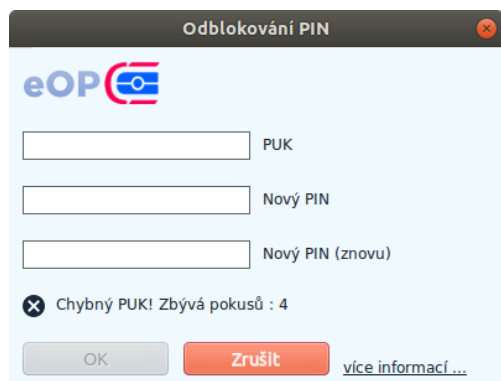 Odblokování PIN
eOP
PUK
Nový PIN
Nový PIN (znovu)
Chybný PUK! Zbývá pokusů : 4
OK
Zrušit
více informací ...